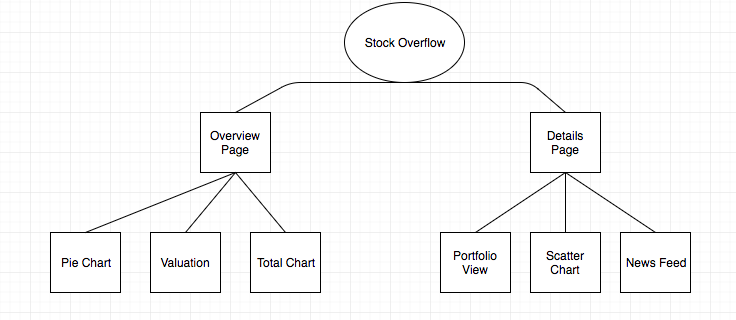 Stock Overflow
Overview
Page
Details
Page
Pie Chart
Valuation
Total Chart
Portfolio
View
Scatter
Chart
News Feed